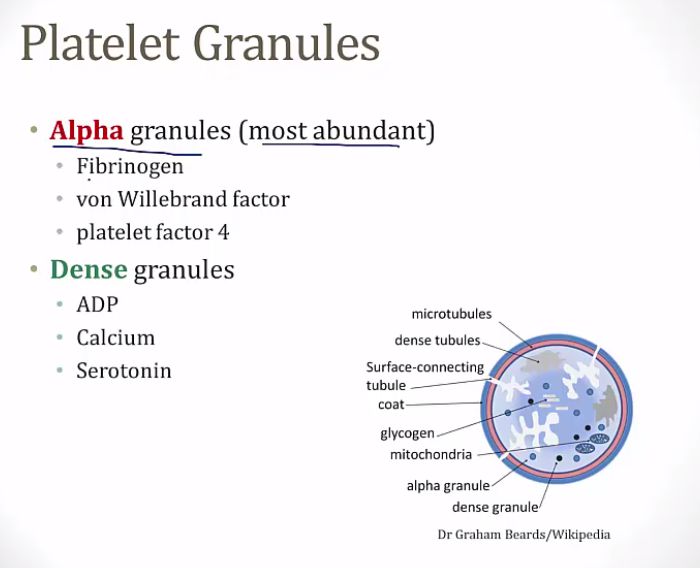 Platelet Granules
• Alpha granules (most abundant)
• Fibrinogen
• von Willebrand factor
• platelet factor 4
• Dense granules
• ADP
• Calcium
• Serotonin
microtubules
dense tubules
Surface-connecting
tubule
coat
glycogen
mitochondria
alpha granule
dense granule
Dr Graham Beards/Wikipedia